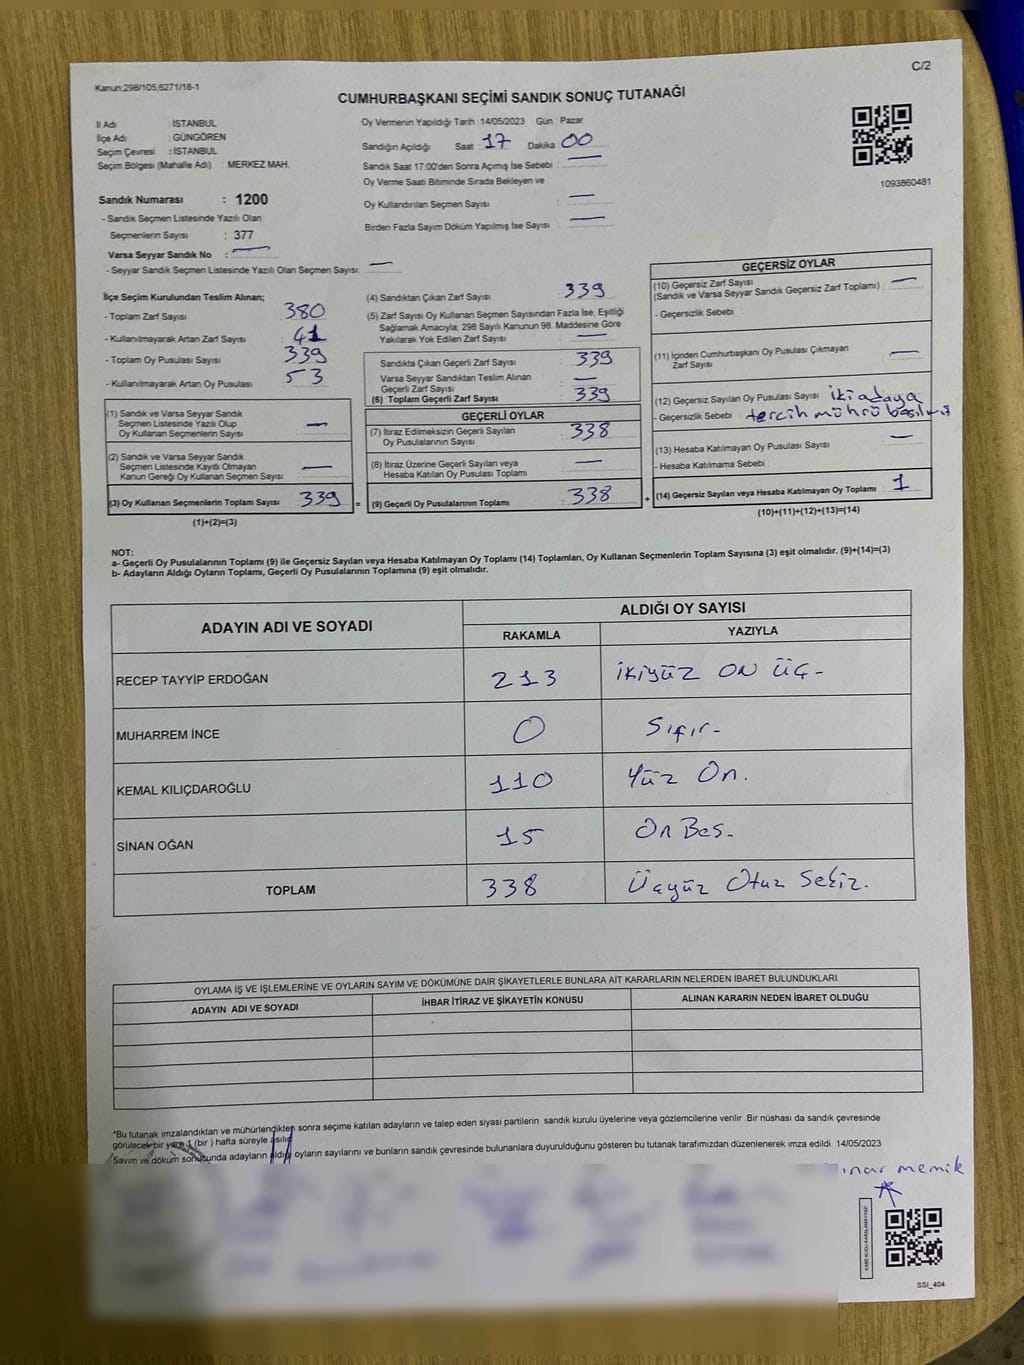 C/2
Kanun:298/105,6271/18-1
CUMHURBAŞKANI SEÇİMİ SANDIK SONUÇ TUTANAĞI
İl Adı : İSTANBUL
İlçe Adı : GÜNGÖREN
Seçim Çevresi : İSTANBUL
Seçim Bölgesi (Mahalle Adı) : MERKEZ MAH.
Oy Vermenin Yapıldığı Tarih :14/05/2023 Gün : Pazar
Sandığın Açıldığı Saat : 17 Dakika : 00
Sandık Saat 17:00'den Sonra Açımış İse Sebebi : —
Oy Verme Saati Bitiminde Sırada Bekleyen ve
Oy Kullandırılan Seçmen Sayısı : —
Birden Fazla Sayım Döküm Yapılmış İse Sayısı : —
1093860481
Sandık Numarası : 1200
- Sandık Seçmen Listesinde Yazılı Olan
Seçmenlerin Sayısı : 377
Varsa Seyyar Sandık No : —
- Seyyar Sandık Seçmen Listesinde Yazılı Olan Seçmen Sayısı: —
İlçe Seçim Kurulundan Teslim Alınan;
- Toplam Zarf Sayısı : 380
- Kullanılmayarak Artan Zarf Sayısı : 41
- Toplam Oy Pusulası Sayısı : 339
- Kullanılmayarak Artan Oy Pusulası : 53
(1) Sandık ve Varsa Seyyar Sandık
Seçmen Listesinde Yazılı Olup
Oy Kullanan Seçmenlerin Sayısı : —
(2) Sandık ve Varsa Seyyar Sandık
Seçmen Listesinde Kayıtlı Olmayan
Kanun Gereği Oy Kullanan Seçmen Sayısı : —
(3) Oy Kullanan Seçmenlerin Toplam Sayısı : 339 =
(1)+(2)=(3)
(4) Sandıktan Çıkan Zarf Sayısı : 339
(5) Zarf Sayısı Oy Kullanan Seçmen Sayısından Fazla İse, Eşitliği
Sağlamak Amacıyla; 298 Sayılı Kanunun 98. Maddesine Göre
Yakılarak Yok Edilen Zarf Sayısı : —
Sandıkta Çıkan Geçerli Zarf Sayısı : 339
Varsa Seyyar Sandıktan Teslim Alınan
Geçerli Zarf Sayısı : —
(6) Toplam Geçerli Zarf Sayısı : 339
GEÇERLİ OYLAR
(7) İtiraz Edilmeksizin Geçerli Sayılan
Oy Pusulalarının Sayısı : 338
(8) İtiraz Üzerine Geçerli Sayılan veya
Hesaba Katılan Oy Pusulası Toplamı : —
(9) Geçerli Oy Pusulalarının Toplamı : 338 +
GEÇERSİZ OYLAR
(10) Geçersiz Zarf Sayısı
(Sandık ve Varsa Seyyar Sandık Geçersiz Zarf Toplamı) : —
- Geçersizlik Sebebi :
(11) İçinden Cumhurbaşkanı Oy Pusulası Çıkmayan
Zarf Sayısı : —
(12) Geçersiz Sayılan Oy Pusulası Sayısı : İki adaya
- Geçersizlik Sebebi : tercih mührü basılmış
(13) Hesaba Katılmayan Oy Pusulası Sayısı : —
- Hesaba Katılmama Sebebi :
(14) Geçersiz Sayılan veya Hesaba Katılmayan Oy Toplamı : 1
(10)+(11)+(12)+(13)=(14)
NOT:
a- Geçerli Oy Pusulalarının Toplamı (9) ile Geçersiz Sayılan veya Hesaba Katılmayan Oy Toplamı (14) Toplamları, Oy Kullanan Seçmenlerin Toplam Sayısına (3) eşit olmalıdır. (9)+(14)=(3)
b- Adayların Aldığı Oyların Toplamı, Geçerli Oy Pusulalarının Toplamına (9) eşit olmalıdır.
ADAYIN ADI VE SOYADI ALDIĞI OY SAYISI
RAKAMLA YAZIYLA
RECEP TAYYİP ERDOĞAN 213 İkiyüz on üç-
MUHARREM İNCE 0 Sıfır-
KEMAL KILIÇDAROĞLU 110 Yüz On.
SİNAN OĞAN 15 On Beş-
TOPLAM 338 Üçyüz Otuz Sekiz.
OYLAMA İŞ VE İŞLEMLERİNE VE OYLARIN SAYIM VE DÖKÜMÜNE DAİR ŞİKAYETLERLE BUNLARA AİT KARARLARIN NELERDEN İBARET BULUNDUKLARI
ADAYIN ADI VE SOYADI İHBAR İTİRAZ VE ŞİKAYETİN KONUSU ALINAN KARARIN NEDEN İBARET OLDUĞU
*Bu tutanak imzalandıktan ve mühürlendikten sonra seçime katılan adayların ve talep eden siyasi partilerin sandık kurulu üyelerine veya gözlemcilerine verilir. Bir nüshası da sandık çevresinde
görülecek bir yere 1 (bir) hafta süreyle asılır.
Sayım ve döküm sonucunda adayların aldığı oyların sayılarını ve bunların sandık çevresinde bulunanlara duyurulduğunu gösteren bu tutanak tarafımızdan düzenlenerek imza edildi. 14/05/2023
memik
SSI_404